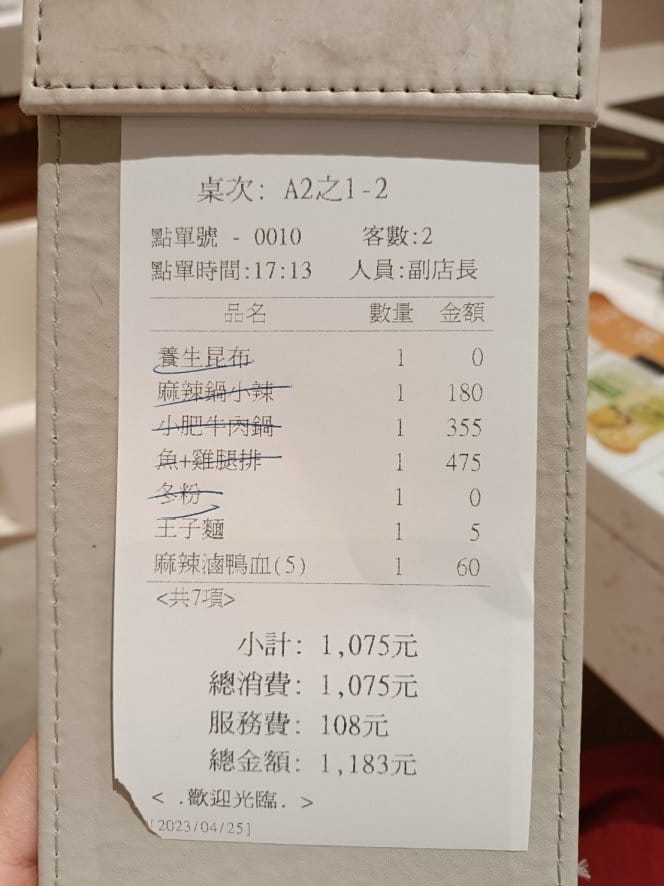 桌次: A2之1-2
點單號 - 0010 客數:2
點單時間:17:13 人員:副店長
品名 數量 金額
養生昆布 1 0
麻辣鍋小辣 1 180
小肥牛肉鍋 1 355
魚+雞腿排 1 475
冬粉 1 0
王子麵 1 5
麻辣滷鴨血(5) 1 60
<共7項>
小計: 1,075元
總消費: 1,075元
服務費: 108元
總金額: 1,183元
< .歡迎光臨. >
[2023/04/25]